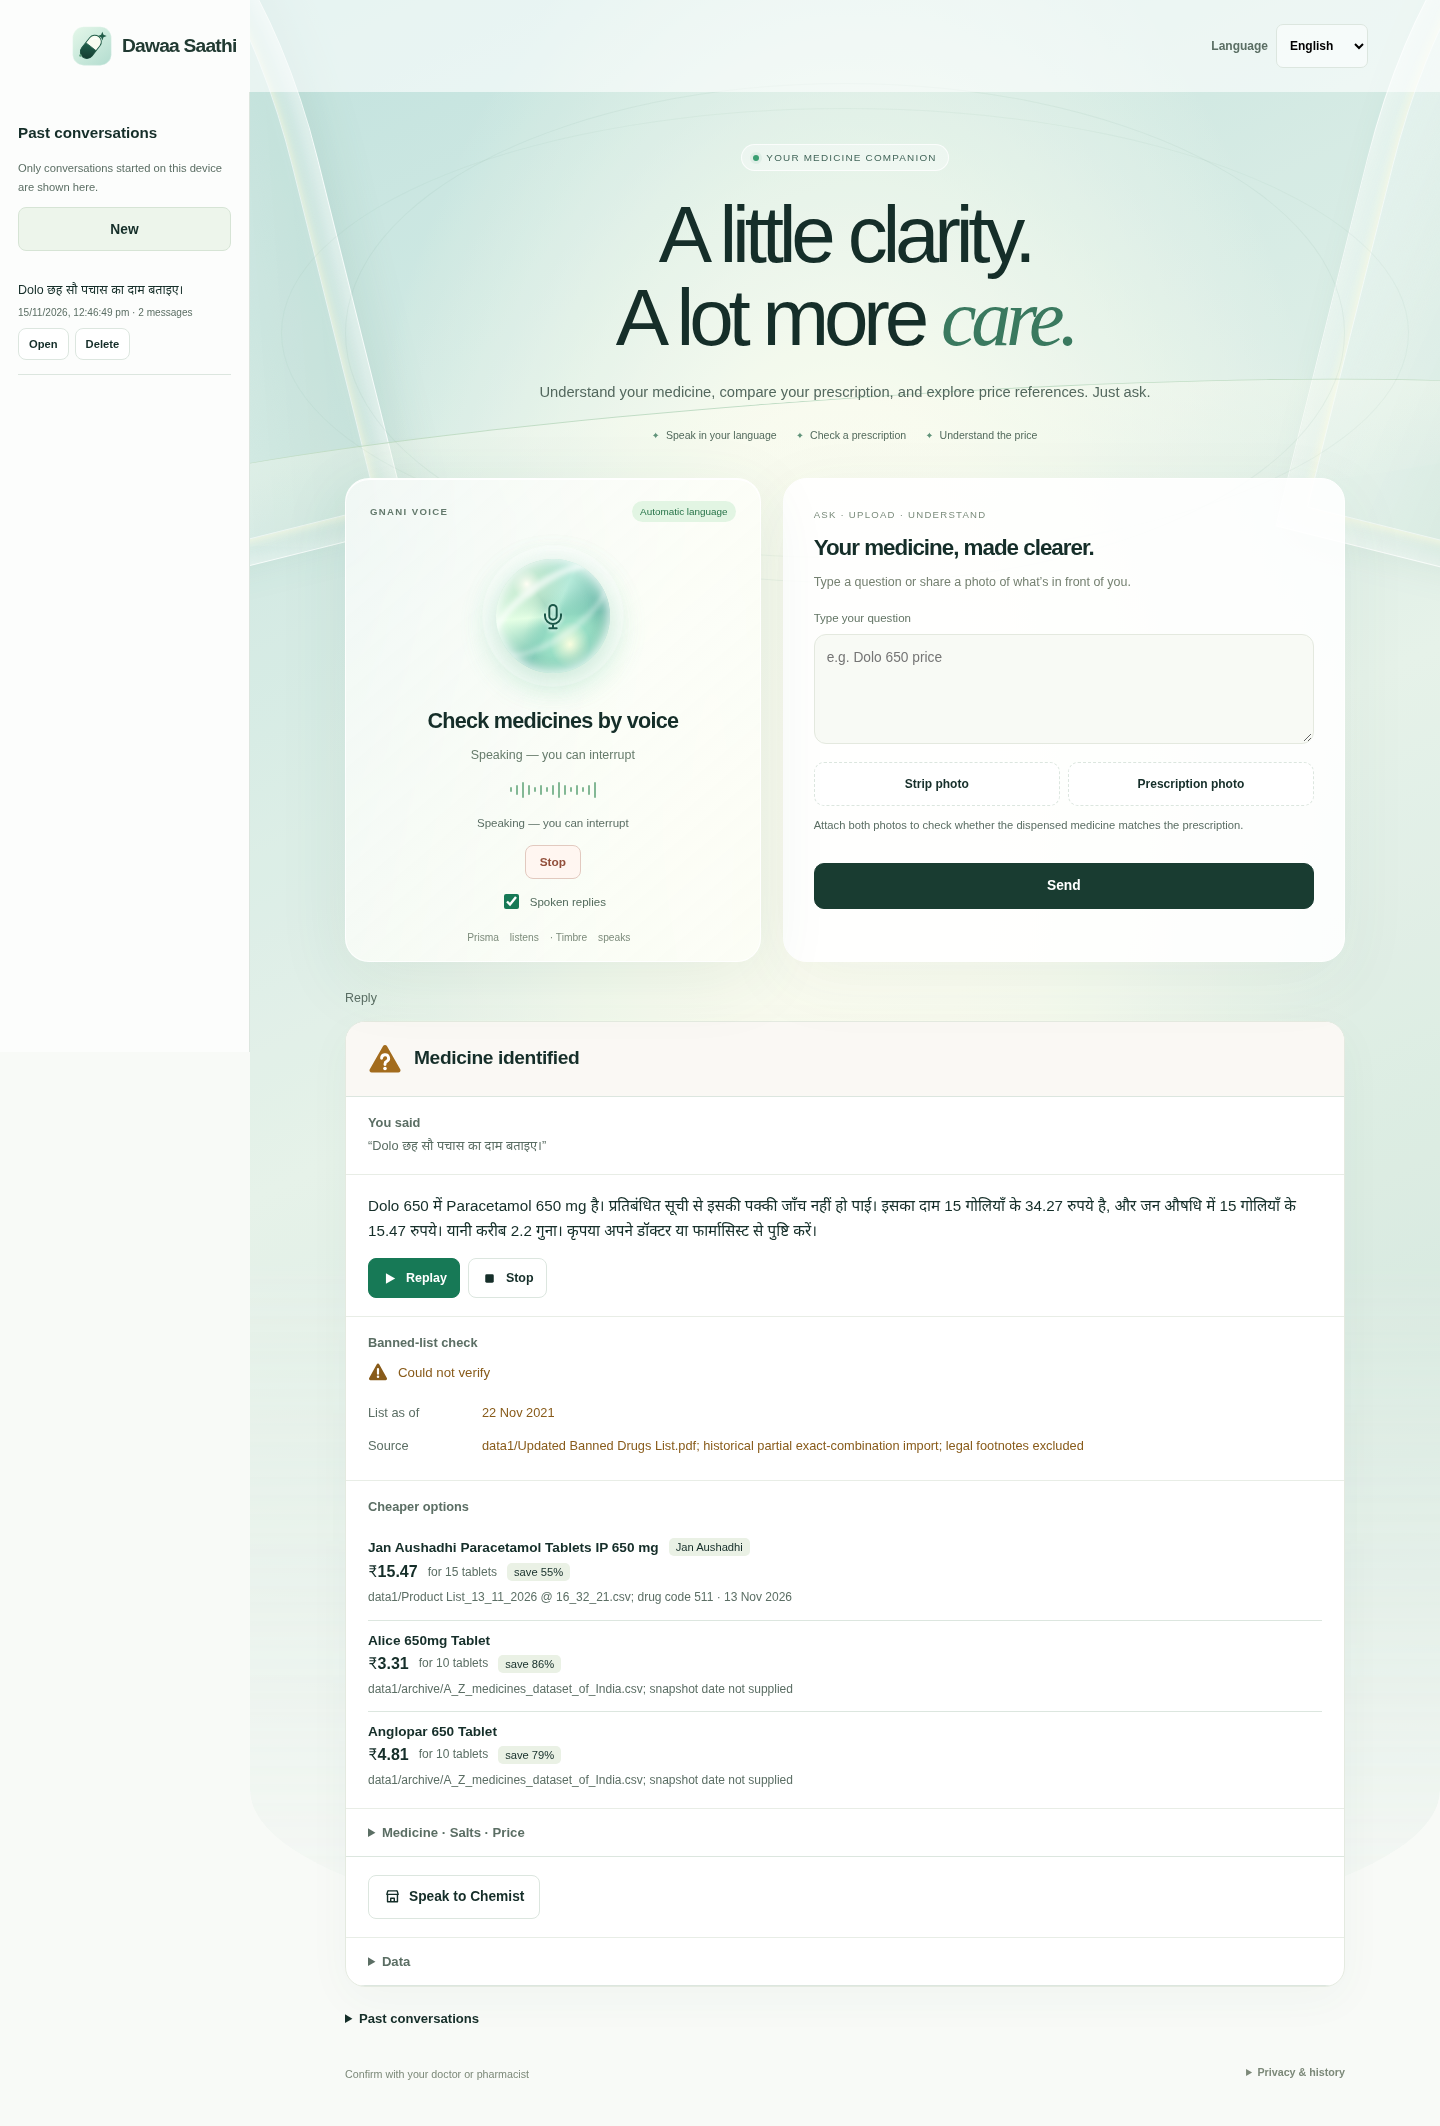 Dawaa Saathi
Language English
Past conversations
Only conversations started on this device
are shown here.
New
Dolo छह सौ पचास का दाम बताइए।
15/11/2026, 12:46:49 pm · 2 messages
Open Delete
YOUR MEDICINE COMPANION
A little clarity.
A lot more care.
Understand your medicine, compare your prescription, and explore price references. Just ask.
Speak in your language Check a prescription Understand the price
GNANI VOICE Automatic language
Check medicines by voice
Speaking — you can interrupt
Speaking — you can interrupt
Stop
Spoken replies
Prisma listens · Timbre speaks
ASK · UPLOAD · UNDERSTAND
Your medicine, made clearer.
Type a question or share a photo of what's in front of you.
Type your question
e.g. Dolo 650 price
Strip photo Prescription photo
Attach both photos to check whether the dispensed medicine matches the prescription.
Send
Reply
Medicine identified
You said
“Dolo छह सौ पचास का दाम बताइए।”
Dolo 650 में Paracetamol 650 mg है। प्रतिबंधित सूची से इसकी पक्की जाँच नहीं हो पाई। इसका दाम 15 गोलियाँ के 34.27 रुपये है, और जन औषधि में 15 गोलियाँ के
15.47 रुपये। यानी करीब 2.2 गुना। कृपया अपने डॉक्टर या फार्मासिस्ट से पुष्टि करें।
Replay Stop
Banned-list check
Could not verify
List as of 22 Nov 2021
Source data1/Updated Banned Drugs List.pdf; historical partial exact-combination import; legal footnotes excluded
Cheaper options
Jan Aushadhi Paracetamol Tablets IP 650 mg Jan Aushadhi
₹15.47 for 15 tablets save 55%
data1/Product List_13_11_2026 @ 16_32_21.csv; drug code 511 · 13 Nov 2026
Alice 650mg Tablet
₹3.31 for 10 tablets save 86%
data1/archive/A_Z_medicines_dataset_of_India.csv; snapshot date not supplied
Anglopar 650 Tablet
₹4.81 for 10 tablets save 79%
data1/archive/A_Z_medicines_dataset_of_India.csv; snapshot date not supplied
Medicine · Salts · Price
Speak to Chemist
Data
Past conversations
Confirm with your doctor or pharmacist Privacy & history